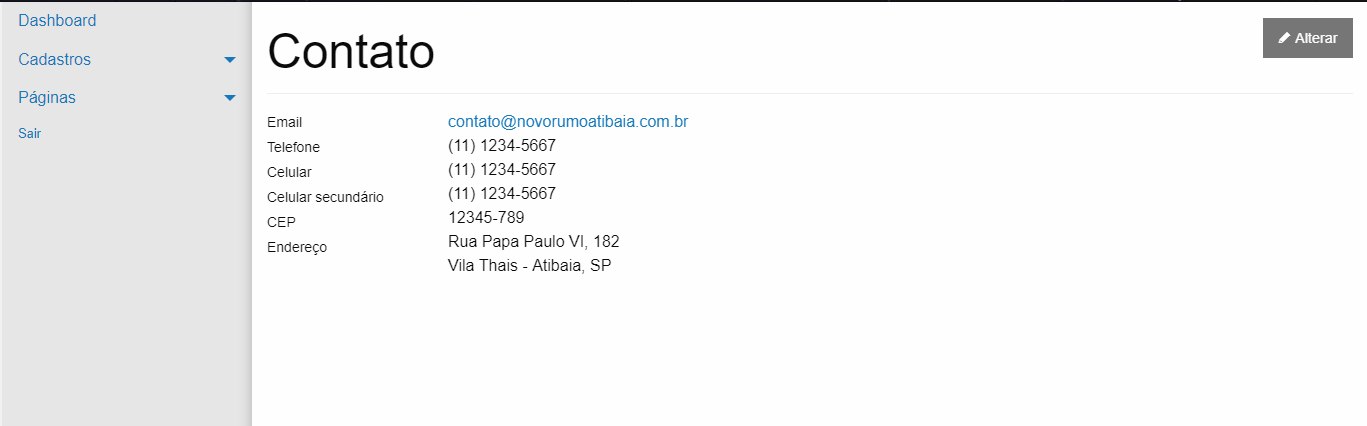 Dashboard
Cadastros
Páginas
Sair
Contato
Alterar
Email contato@novorumoatibaia.com.br
Telefone (11) 1234-5667
Celular (11) 1234-5667
Celular secundário (11) 1234-5667
CEP 12345-789
Endereço Rua Papa Paulo VI, 182
Vila Thais - Atibaia, SP